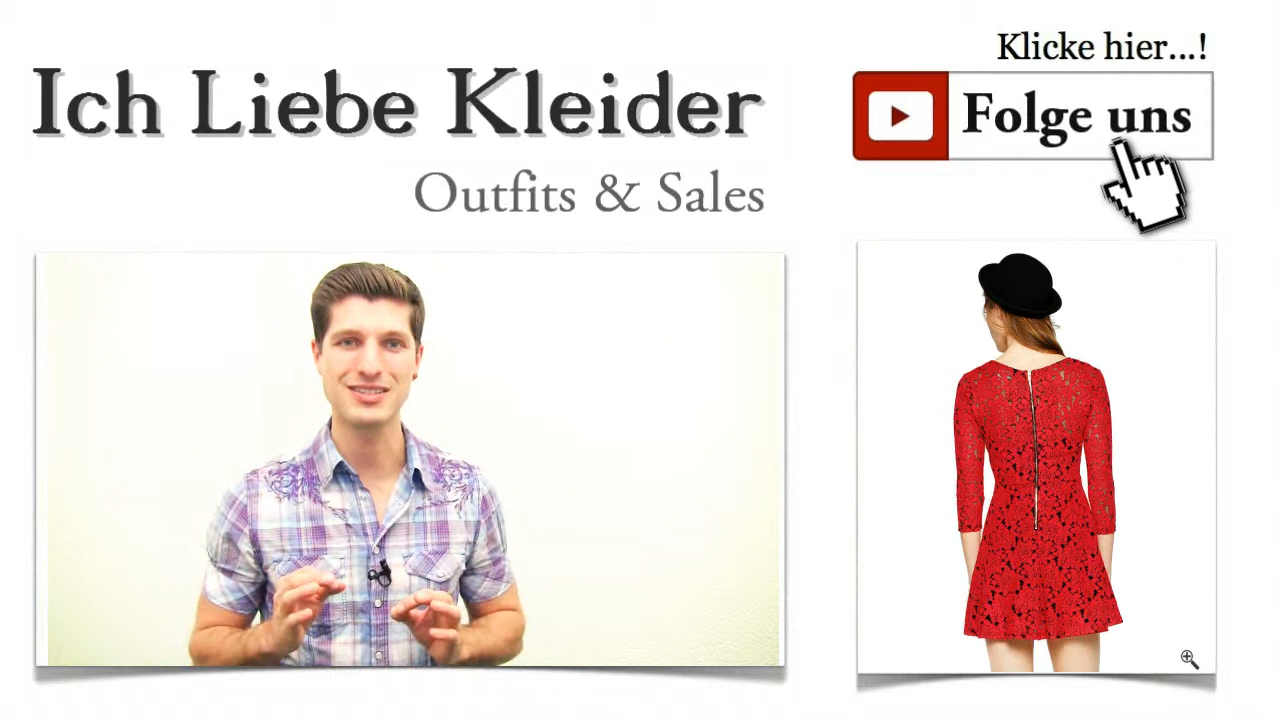 Ich Liebe Kleider
Outfits & Sales
Klicke hier...!
Folge uns